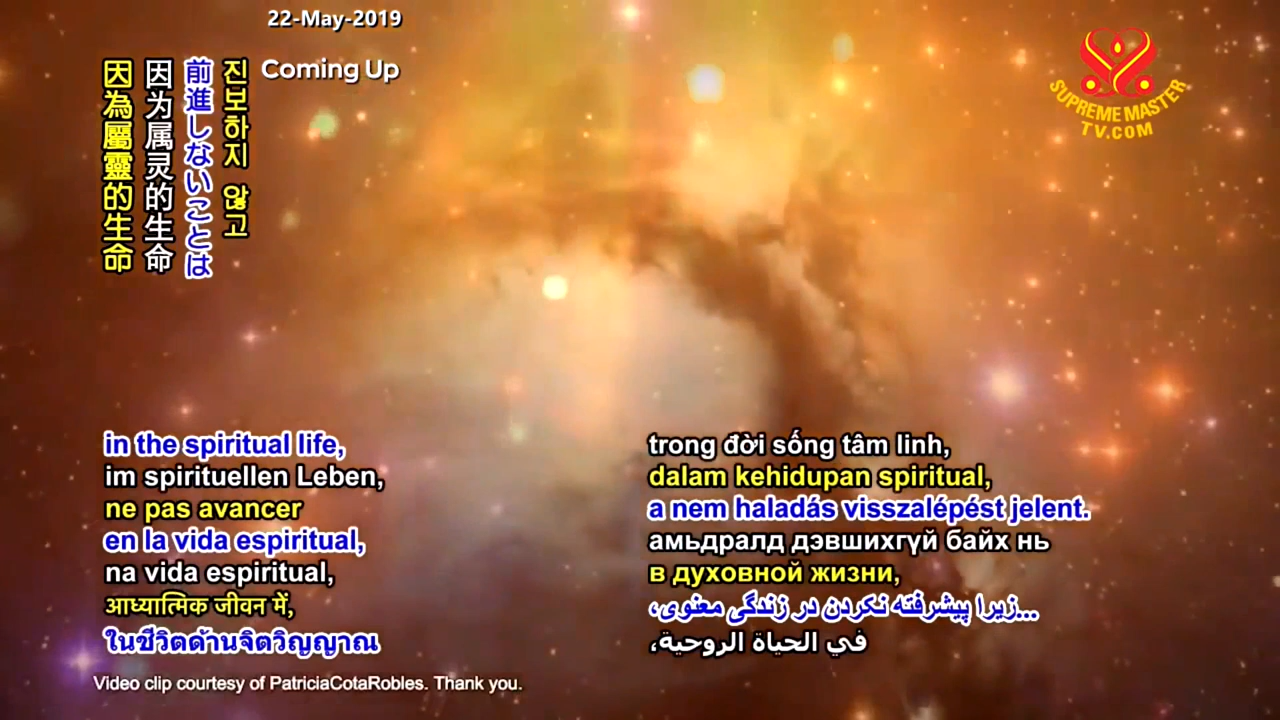 22-May-2019
Coming Up
SUPREME MASTER
TV.COM
진보하지 않고
前進しないことは
因为属灵的生命
因為屬靈的生命
in the spiritual life,
im spirituellen Leben,
ne pas avancer
en la vida espiritual,
na vida espiritual,
आध्यात्मिक जीवन में,
ในชีวิตด้านจิตวิญญาณ
trong đời sống tâm linh,
dalam kehidupan spiritual,
a nem haladás visszalépést jelent.
амьдралд дэвшихгүй байх нь
в духовной жизни,
زیرا پیشرفته نکردن در زندگی معنوی،...
في الحياة الروحية،
Video clip courtesy of PatriciaCotaRobles. Thank you.